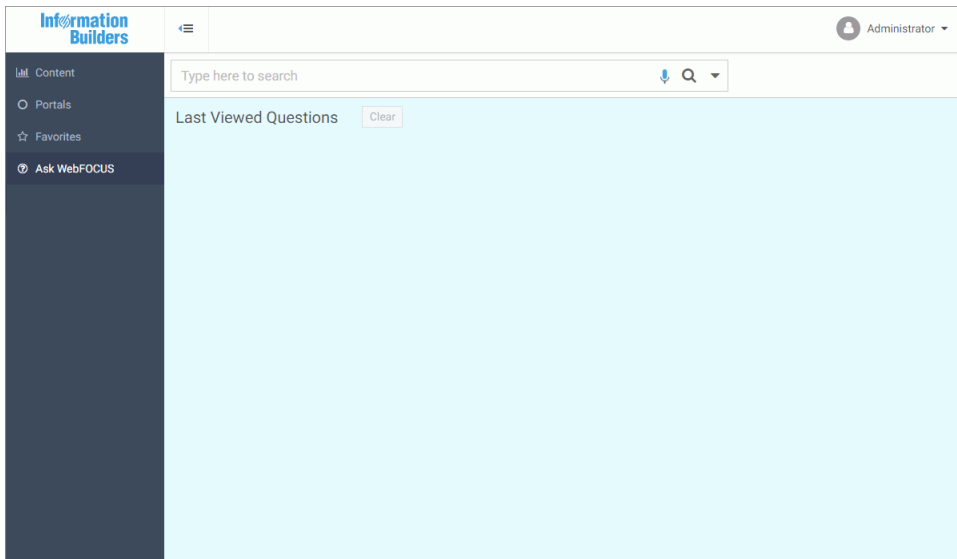 Information
Builders
Administrator
Content
Portals
Favorites
Ask WebFOCUS
Type here to search
Last Viewed Questions
Clear